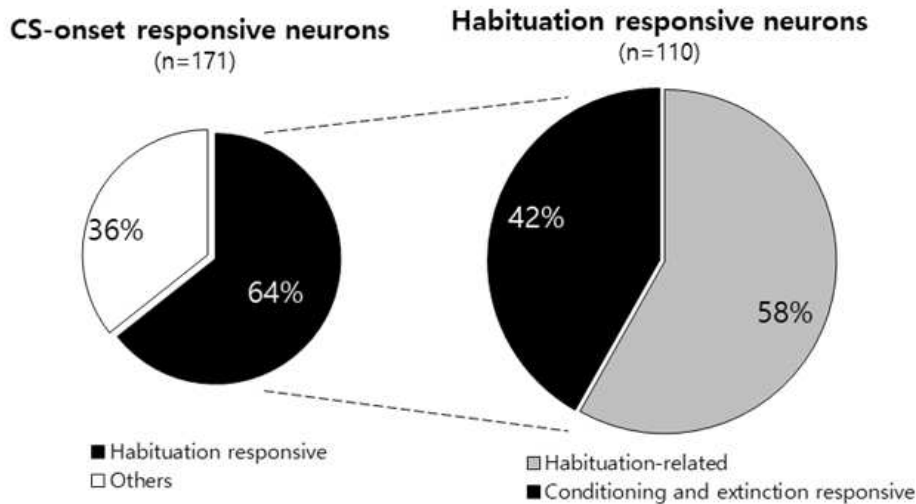 CS-onset responsive neurons
(n=171)
36%
64%
Habituation responsive
Others
Habituation responsive neurons
(n=110)
42%
58%
Habituation-related
Conditioning and extinction responsive